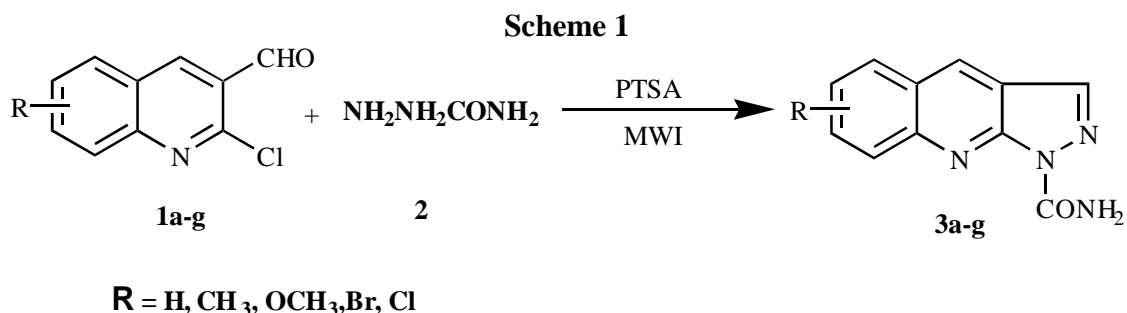 Scheme 1
CHO
R
+
NH₂NH₂CONH₂
PTSA
MWI
N
Cl
R
N
N
N
CONH₂
1a-g
2
3a-g
R = H, CH₃, OCH₃,Br, Cl